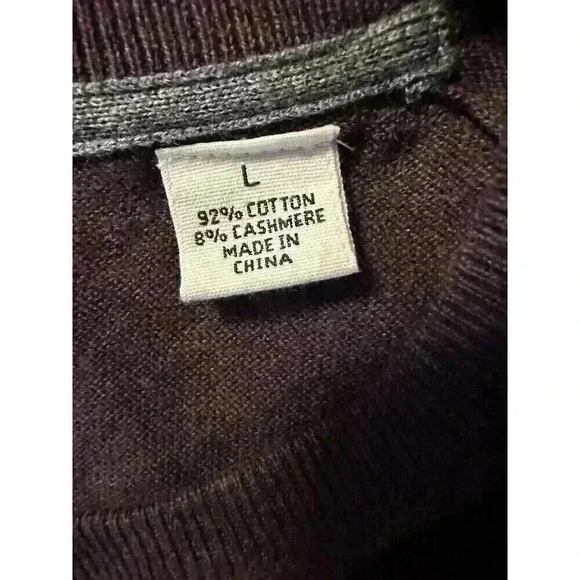 L
92% COTTON
8% CASHMERE
MADE IN
CHINA